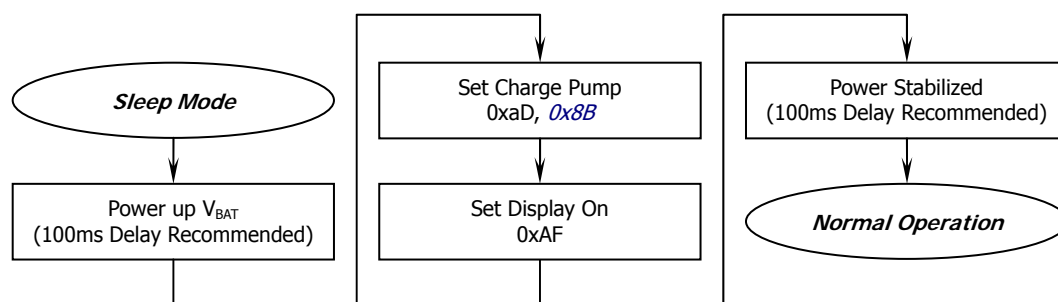 Sleep Mode
Power up VBAT
(100ms Delay Recommended)
Set Charge Pump
0xaD, 0x8B
Set Display On
0xAF
Power Stabilized
(100ms Delay Recommended)
Normal Operation